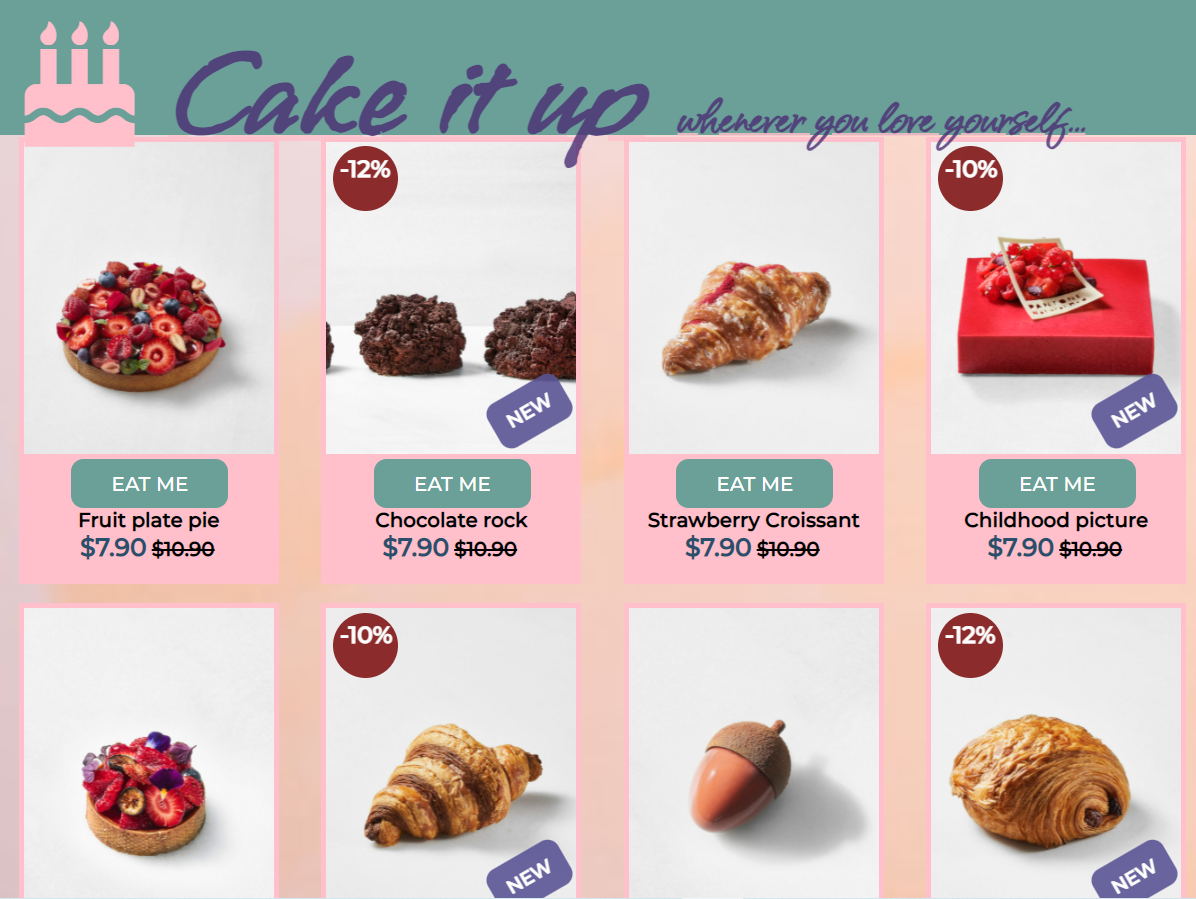 Cake it up whenever you love yourself...
-12%
-10%
PANTONE
NEW
NEW
EAT ME
EAT ME
EAT ME
EAT ME
Fruit plate pie
Chocolate rock
Strawberry Croissant
Childhood picture
$7.90 $10.90
$7.90 $10.90
$7.90 $10.90
$7.90 $10.90
-10%
-12%
NEW
NEW